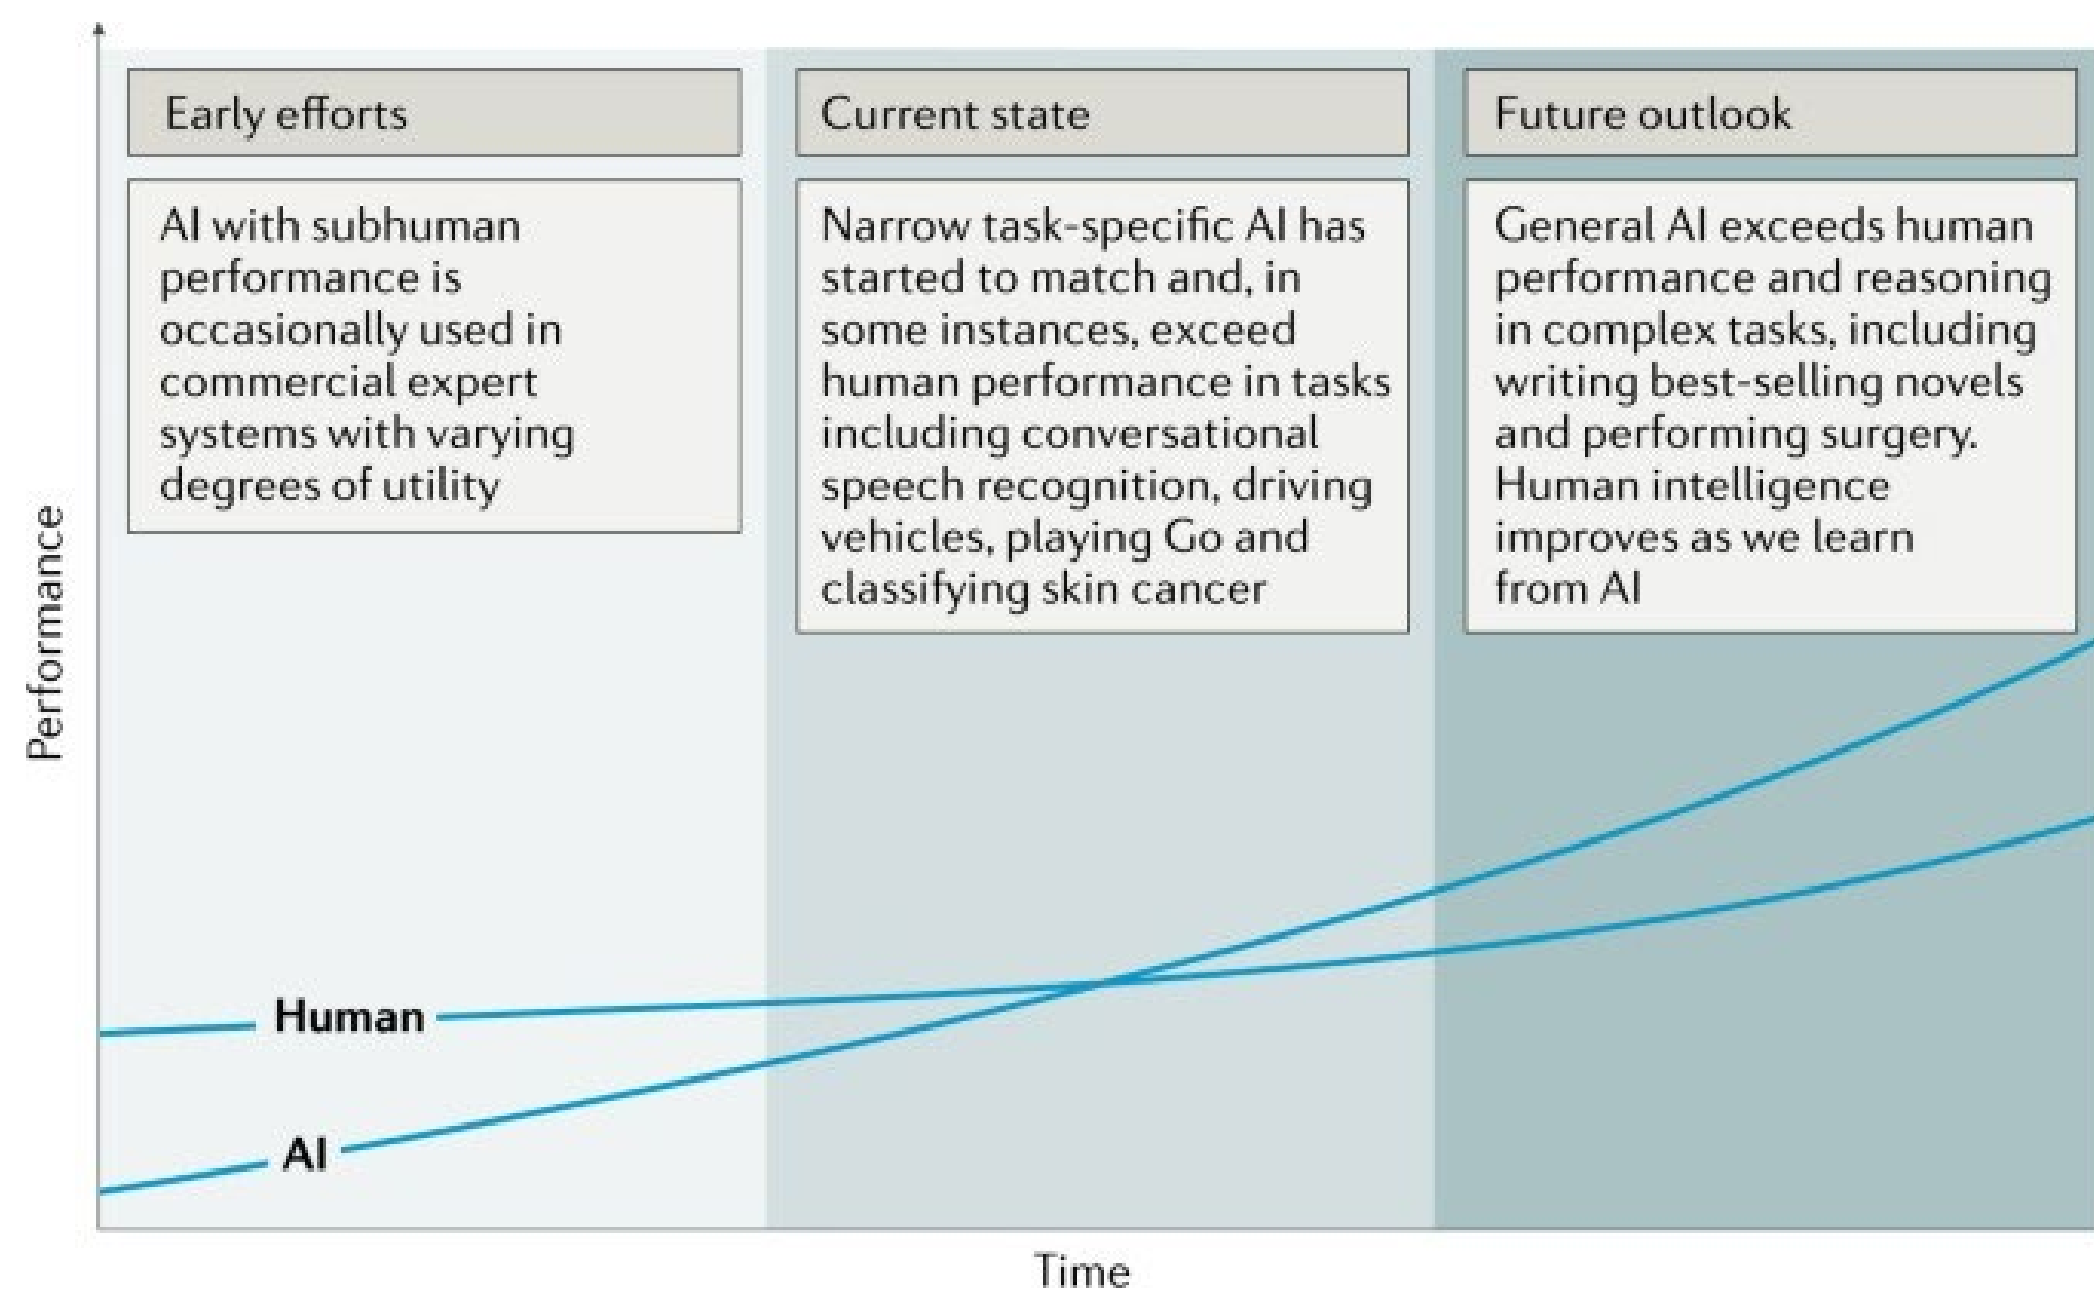 Early efforts
AI with subhuman
performance is
occasionally used in
commercial expert
systems with varying
degrees of utility
Current state
Narrow task-specific AI has
started to match and, in
some instances, exceed
human performance in tasks
including conversational
speech recognition, driving
vehicles, playing Go and
classifying skin cancer
Future outlook
General AI exceeds human
performance and reasoning
in complex tasks, including
writing best-selling novels
and performing surgery.
Human intelligence
improves as we learn
from AI
Performance
Human
AI
Time